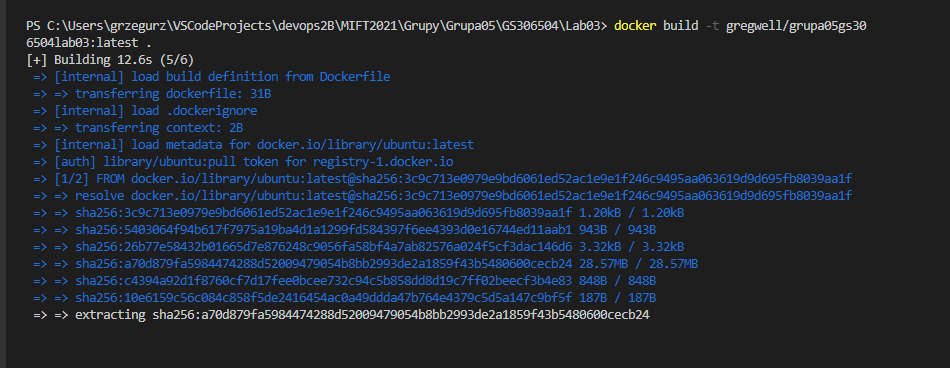 PS C:\Users\grzegurz\VSCodeProjects\devops2B\MIFT2021\Grupy\Grupa05\GS306504\Lab03> docker build -t gregwell/grupa05gs30
6504lab03:latest .
[+] Building 12.6s (5/6)
 => [internal] load build definition from Dockerfile
 => => transferring dockerfile: 31B
 => [internal] load .dockerignore
 => => transferring context: 2B
 => [internal] load metadata for docker.io/library/ubuntu:latest
 => [auth] library/ubuntu:pull token for registry-1.docker.io
 => [1/2] FROM docker.io/library/ubuntu:latest@sha256:3c9c713e0979e9bd6061ed52ac1e9e1f246c9495aa063619d9d695fb8039aa1f
 => => resolve docker.io/library/ubuntu:latest@sha256:3c9c713e0979e9bd6061ed52ac1e9e1f246c9495aa063619d9d695fb8039aa1f
 => => sha256:3c9c713e0979e9bd6061ed52ac1e9e1f246c9495aa063619d9d695fb8039aa1f 1.20kB / 1.20kB
 => => sha256:5403064f94b617f7975a19ba4d1a1299fd584397f6ee4393d0e16744ed11aab1 943B / 943B
 => => sha256:26b77e58432b01665d7e876248c9056fa58bf4a7ab82576a024f5cf3dac146d6 3.32kB / 3.32kB
 => => sha256:a70d879fa5984474288d52009479054b8bb2993de2a1859f43b5480600cecb24 28.57MB / 28.57MB
 => => sha256:c4394a92d1f8760cf7d17fee0bcee732c94c5b858dd8d19c7ff02beecf3b4e83 848B / 848B
 => => sha256:10e6159c56c084c858f5de2416454ac0a49ddda47b764e4379c5d5a147c9bf5f 187B / 187B
 => => extracting sha256:a70d879fa5984474288d52009479054b8bb2993de2a1859f43b5480600cecb24